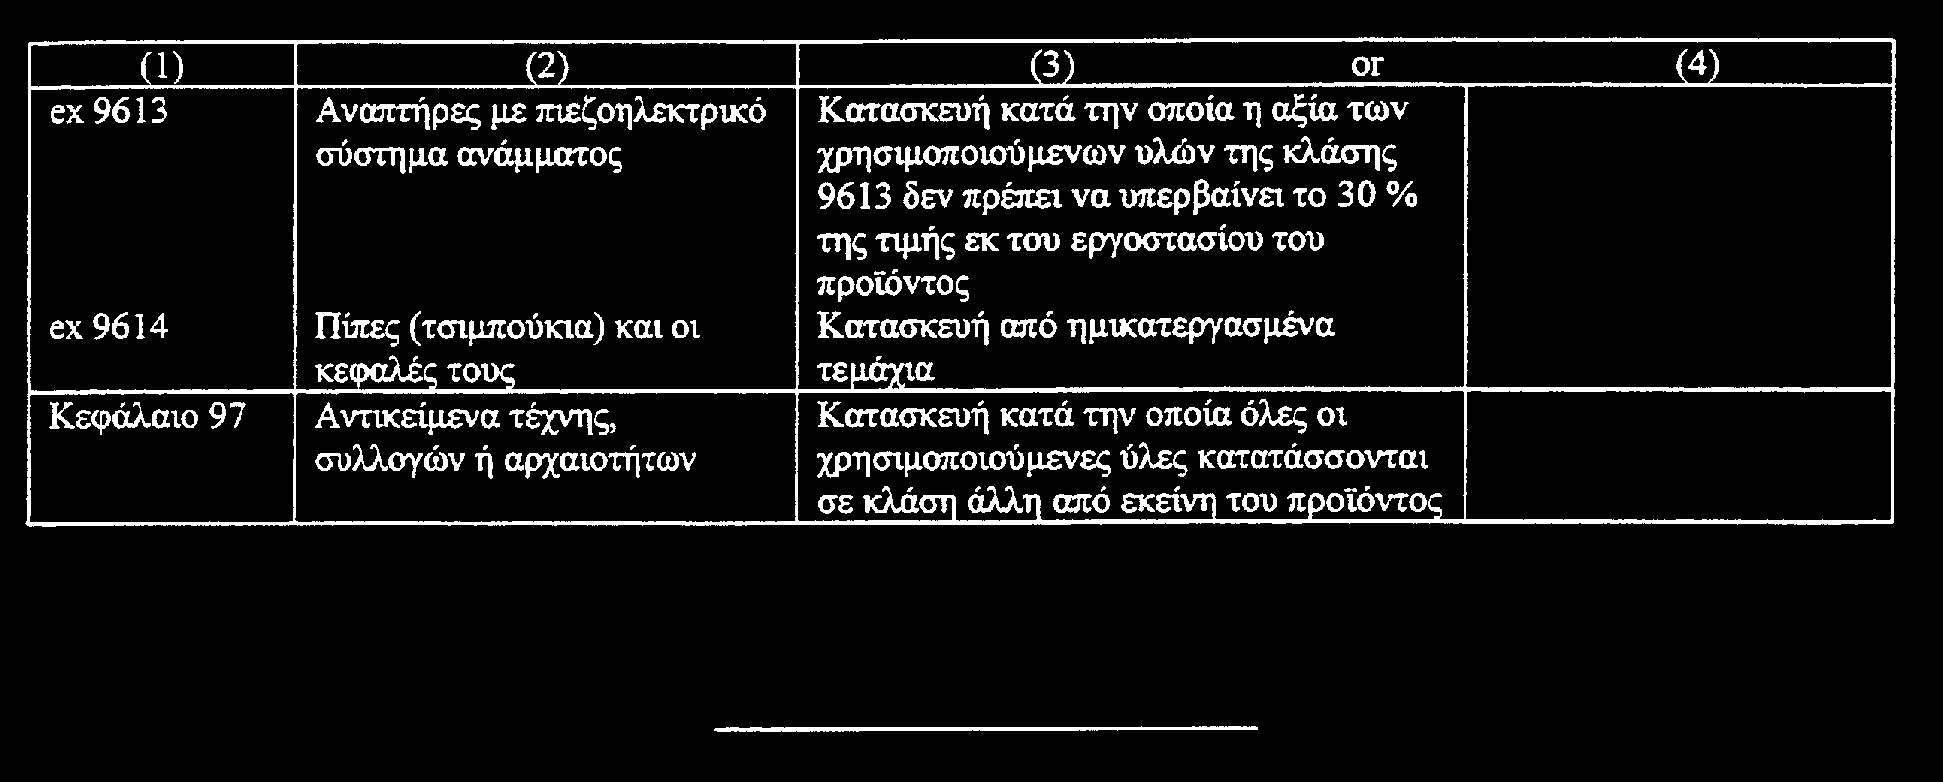 (1) (2) (3) or (4)
ex 9613 Αναπτήρες με πιεζοηλεκτρικό Κατασκευή κατά την οποία η αξία των
σύστημα ανάμματος χρησιμοποιούμενων υλών της κλάσης
9613 δεν πρέπει να υπερβαίνει το 30 %
της τιμής εκ του εργοστασίου του
προϊόντος
ex 9614 Πίπες (τσιμπούκια) και οι Κατασκευή από ημικατεργασμένα
κεφαλές τους τεμάχια
Κεφάλαιο 97 Αντικείμενα τέχνης, Κατασκευή κατά την οποία όλες οι
συλλογών ή αρχαιοτήτων χρησιμοποιούμενες ύλες κατατάσσονται
σε κλάση άλλη από εκείνη του προϊόντος